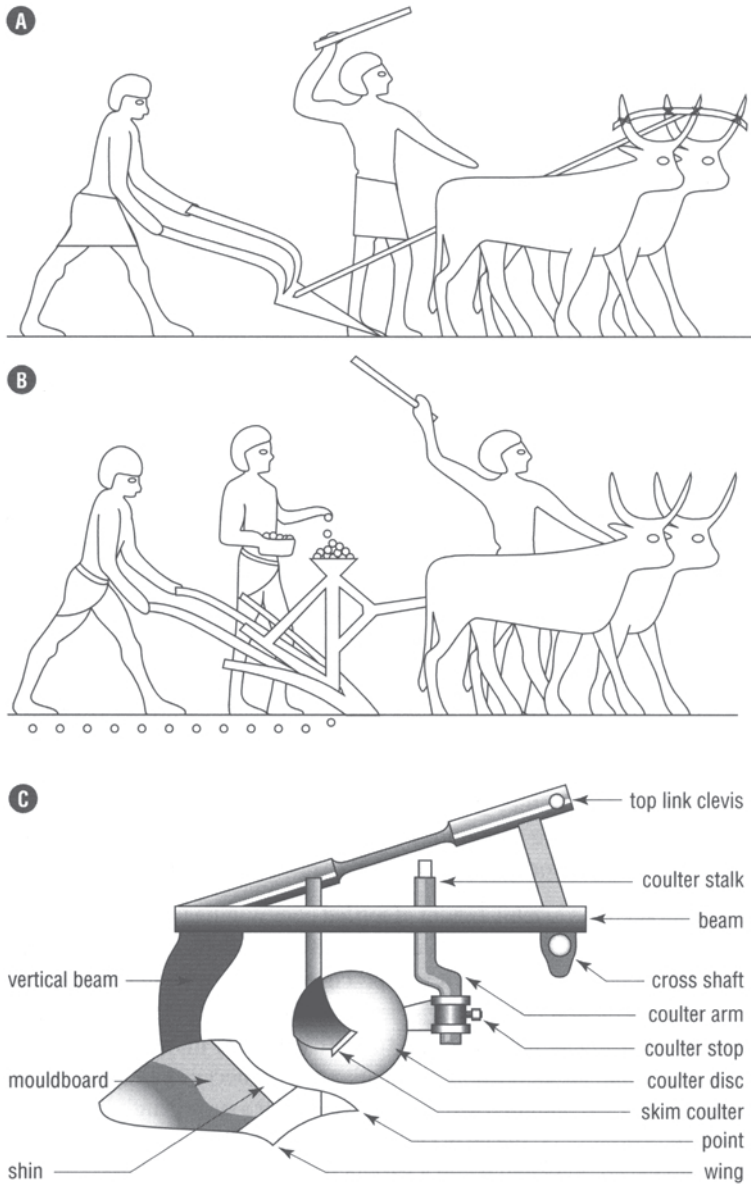 A
B
C
top link clevis
coulter stalk
beam
vertical beam
cross shaft
coulter arm
coulter stop
mouldboard
coulter disc
skim coulter
point
shin
wing